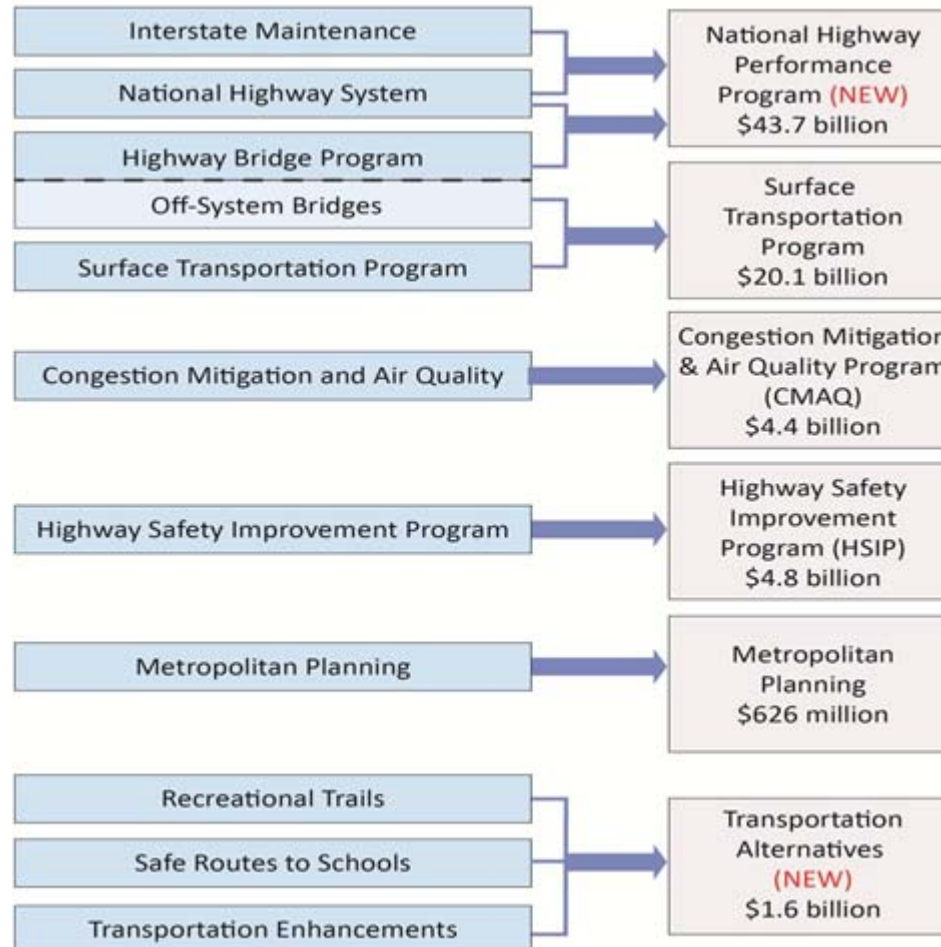 Interstate Maintenance
National Highway System
Highway Bridge Program
Off-System Bridges
Surface Transportation Program
Congestion Mitigation and Air Quality
Highway Safety Improvement Program
Metropolitan Planning
Recreational Trails
Safe Routes to Schools
Transportation Enhancements
National Highway
Performance
Program (NEW)
$43.7 billion
Surface
Transportation
Program
$20.1 billion
Congestion Mitigation
& Air Quality Program
(CMAQ)
$4.4 billion
Highway Safety
Improvement
Program (HSIP)
$4.8 billion
Metropolitan
Planning
$626 million
Transportation
Alternatives
(NEW)
$1.6 billion